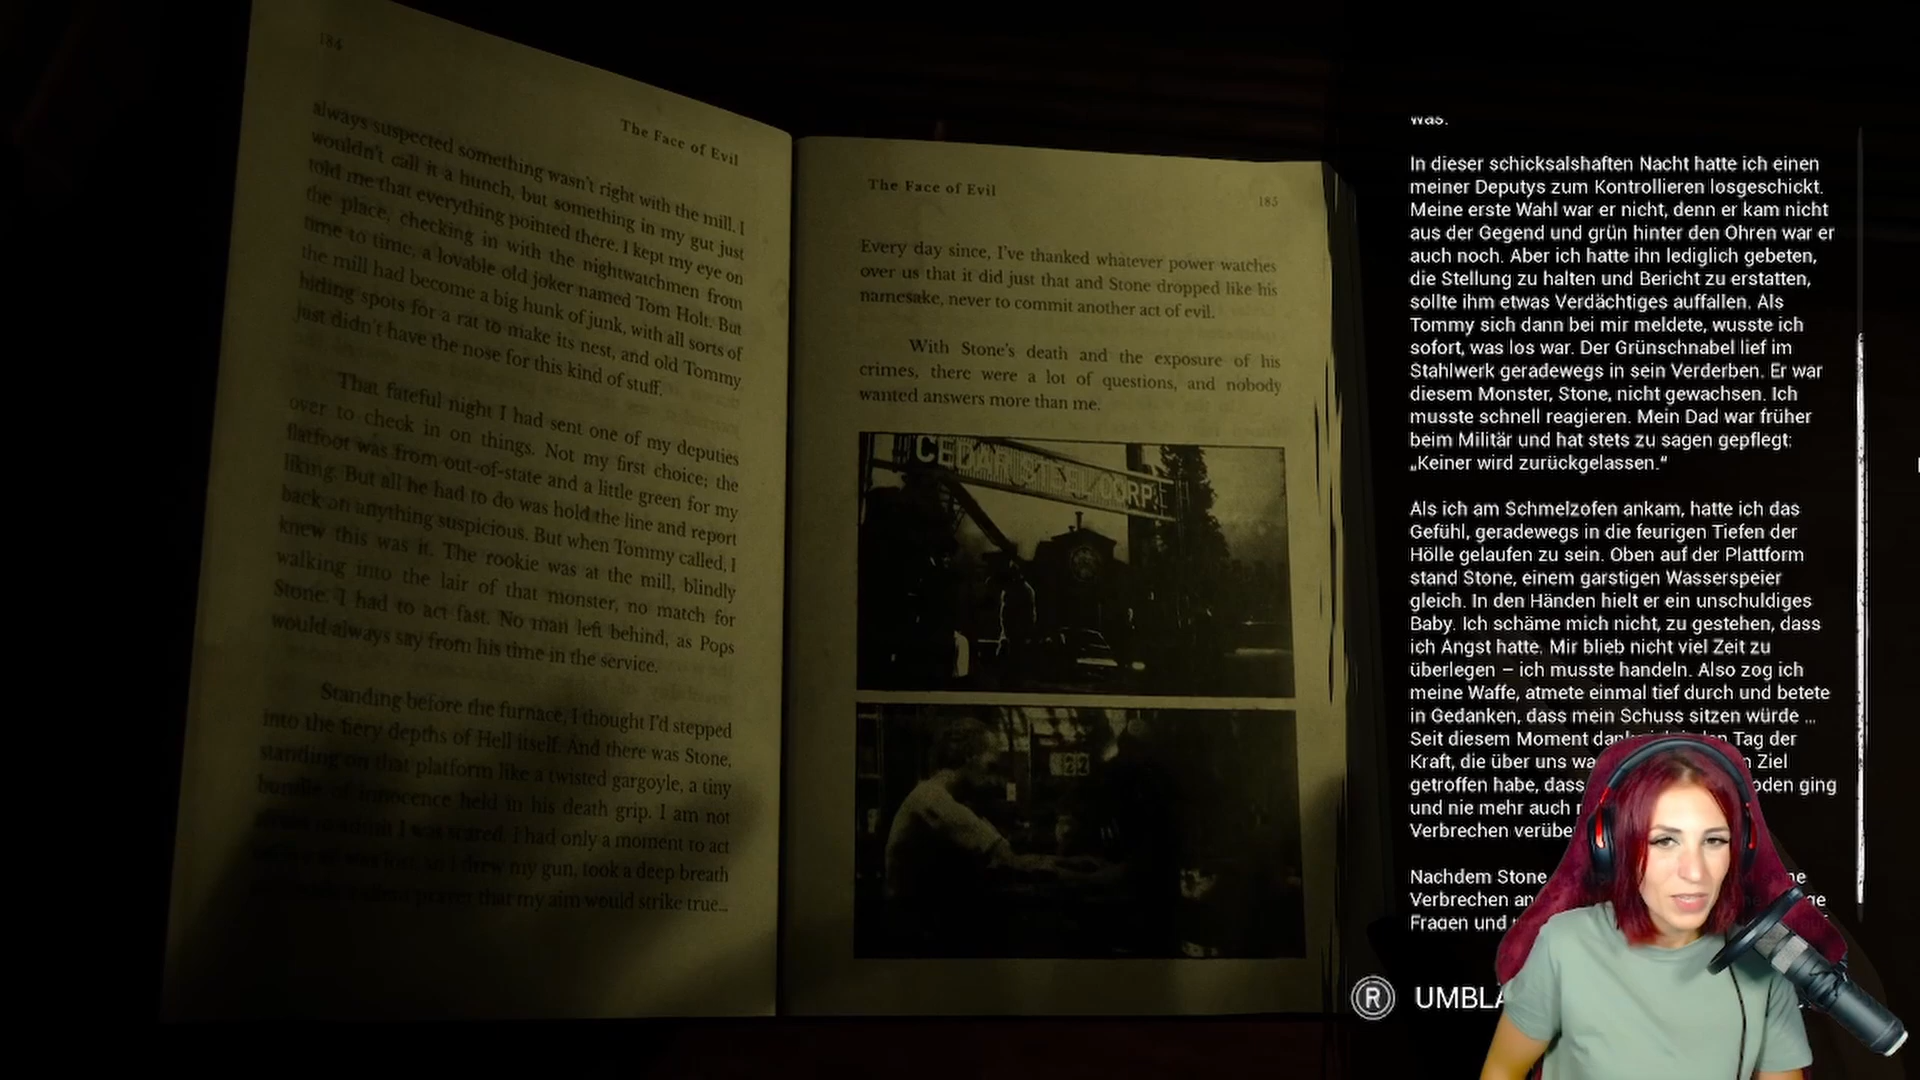 184
The Face of Evil
always suspected something wasn't right with the mill. I
wouldn't call it a hunch, but something in my gut just
told me that everything pointed there. I kept my eye on
the place, checking in with the nightwatchmen from
time to time, a lovable old joker named Tom Holt. But
the mill had become a big hunk of junk, with all sorts of
hiding spots for a rat to make its nest, and old Tommy
just didn't have the nose for this kind of stuff.
That fateful night I had sent one of my deputies
over to check in on things. Not my first choice; the
flatfoot was from out-of-state and a little green for my
liking. But all he had to do was hold the line and report
back on anything suspicious. But when Tommy called, I
knew this was it. The rookie was at the mill, blindly
walking into the lair of that monster, no match for
Stone. I had to act fast. No man left behind, as Pops
would always say from his time in the service.
Standing before the furnace, I thought I'd stepped
into the fiery depths of Hell itself. And there was Stone,
standing on that platform like a twisted gargoyle, a tiny
bundle of innocence held in his death grip. I am not
admit I was scared. I had only a moment to act
was lost, so I drew my gun, took a deep breath
prayer that my aim would strike true...
The Face of Evil
185
Every day since, I've thanked whatever power watches
over us that it did just that and Stone dropped like his
namesake, never to commit another act of evil.
With Stone's death and the exposure of his
crimes, there were a lot of questions, and nobody
wanted answers more than me.
CEDAR STEEL CORP.
was.
In dieser schicksalshaften Nacht hatte ich einen
meiner Deputys zum Kontrollieren losgeschickt.
Meine erste Wahl war er nicht, denn er kam nicht
aus der Gegend und grün hinter den Ohren war er
auch noch. Aber ich hatte ihn lediglich gebeten,
die Stellung zu halten und Bericht zu erstatten,
sollte ihm etwas Verdächtiges auffallen. Als
Tommy sich dann bei mir meldete, wusste ich
sofort, was los war. Der Grünschnabel lief im
Stahlwerk geradewegs in sein Verderben. Er war
diesem Monster, Stone, nicht gewachsen. Ich
musste schnell reagieren. Mein Dad war früher
beim Militär und hat stets zu sagen gepflegt:
„Keiner wird zurückgelassen.“
Als ich am Schmelzofen ankam, hatte ich das
Gefühl, geradewegs in die feurigen Tiefen der
Hölle gelaufen zu sein. Oben auf der Plattform
stand Stone, einem garstigen Wasserspeier
gleich. In den Händen hielt er ein unschuldiges
Baby. Ich schäme mich nicht, zu gestehen, dass
ich Angst hatte. Mir blieb nicht viel Zeit zu
überlegen – ich musste handeln. Also zog ich
meine Waffe, atmete einmal tief durch und betete
in Gedanken, dass mein Schuss sitzen würde ...
Seit diesem Moment Tag der
Kraft, die über uns Ziel
getroffen habe, dass ging
und nie mehr auch
Verbrechen
Nachdem Stone
Verbrechen
Fragen und
R